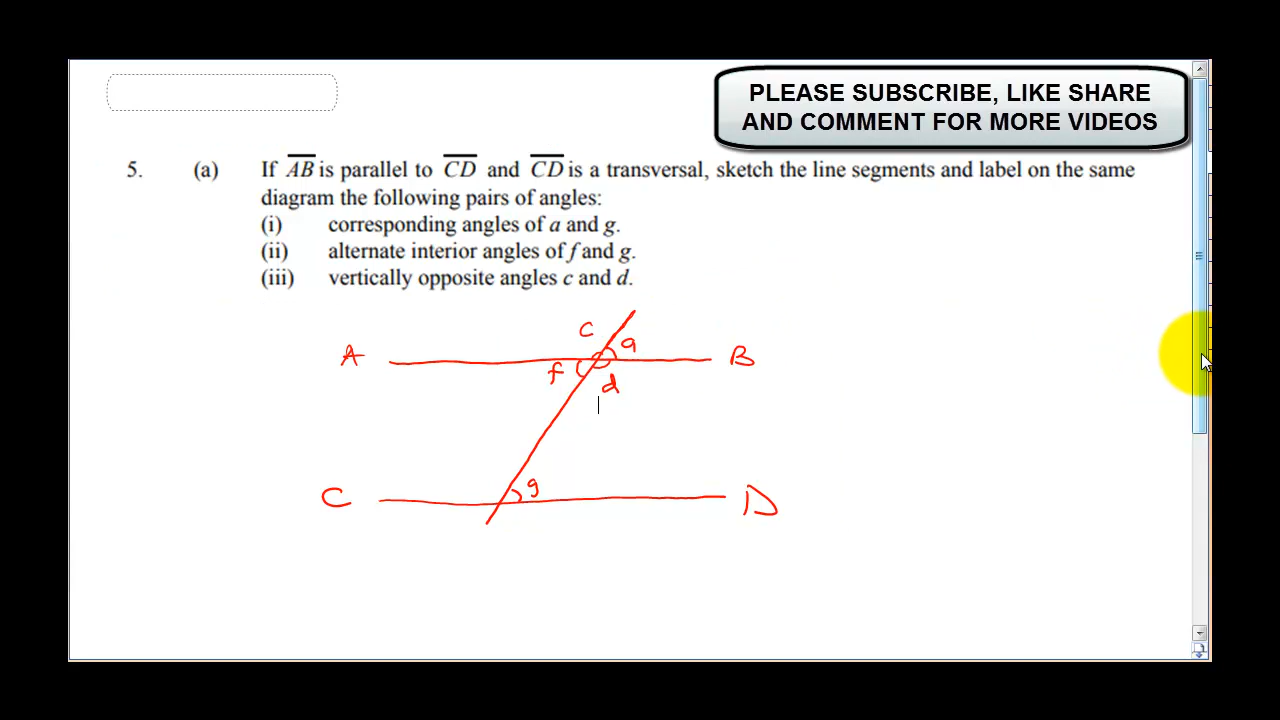 PLEASE SUBSCRIBE, LIKE SHARE
AND COMMENT FOR MORE VIDEOS
5. (a) If AB is parallel to CD and CD is a transversal, sketch the line segments and label on the same
diagram the following pairs of angles:
(i) corresponding angles of a and g.
(ii) alternate interior angles of f and g.
(iii) vertically opposite angles c and d.
c
a
A
B
f
d
g
C
D